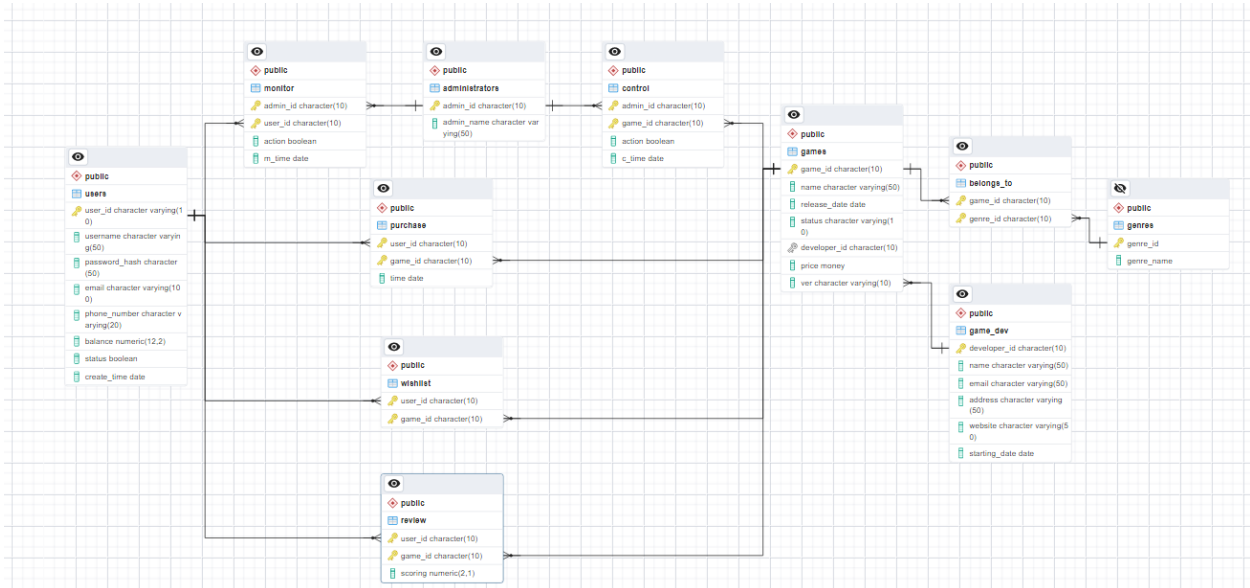 public
monitor
admin_id character(10)
user_id character(10)
action boolean
m_time date
public
administrators
admin_id character(10)
admin_name character var
ying(50)
public
control
admin_id character(10)
game_id character(10)
action boolean
c_time date
public
users
user_id character varying(1
0)
username character varyin
g(50)
password_hash character
(50)
email character varying(10
0)
phone_number character v
arying(20)
balance numeric(12,2)
status boolean
create_time date
public
purchase
user_id character(10)
game_id character(10)
time date
public
wishlist
user_id character(10)
game_id character(10)
public
review
user_id character(10)
game_id character(10)
scoring numeric(2,1)
public
games
game_id character(10)
name character varying(50)
release_date date
status character varying(1
0)
developer_id character(10)
price money
ver character varying(10)
public
belongs_to
game_id character(10)
genre_id character(10)
public
genres
genre_id
genre_name
public
game_dev
developer_id character(10)
name character varying(50)
email character varying(50)
address character varying
(50)
website character varying(5
0)
starting_date date